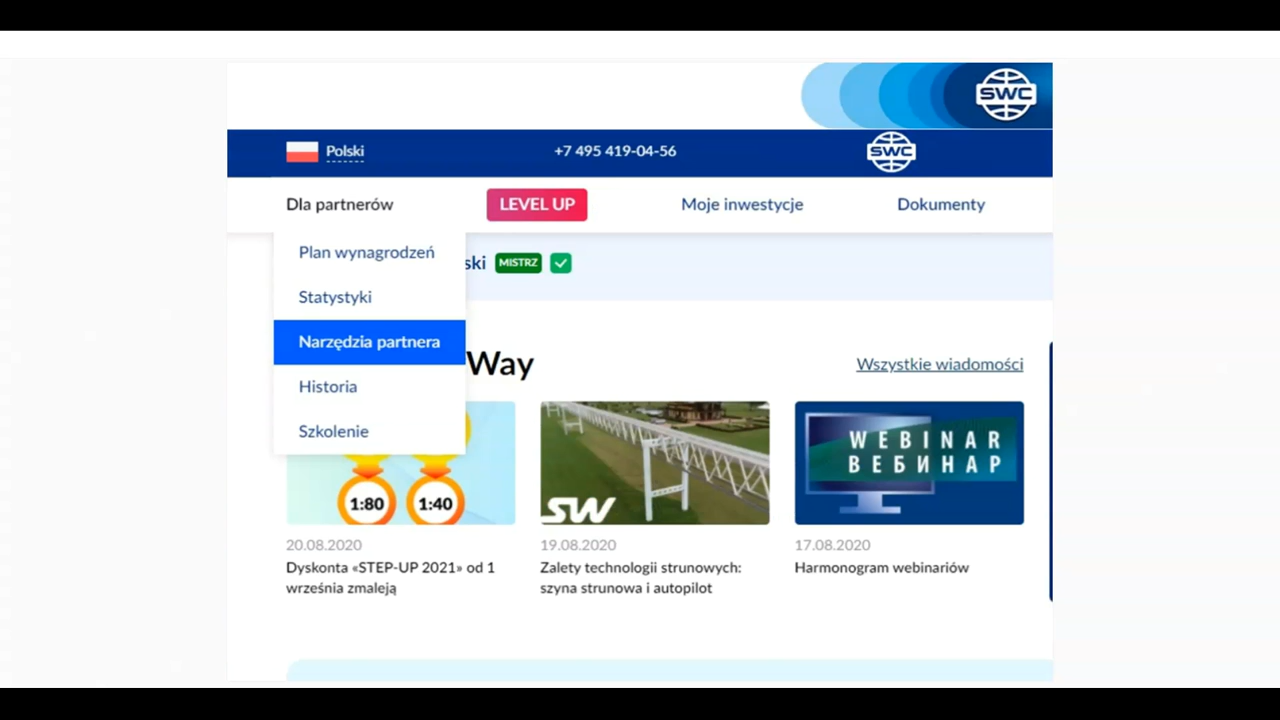 SWC
Polski
+7 495 419-04-56
SWC
Dla partnerów
LEVEL UP
Moje inwestycje
Dokumenty
Plan wynagrodzeń
ski
MISTRZ
Statystyki
Narzędzia partnera
Way
Wszystkie wiadomości
Historia
Szkolenie
1:80
1:40
SW
WEBINAR
ВЕБИНАР
20.08.2020
Dyskonta «STEP-UP 2021» od 1
września zmaleją
19.08.2020
Zalety technologii strunowych:
szyna strunowa i autopilot
17.08.2020
Harmonogram webinariów